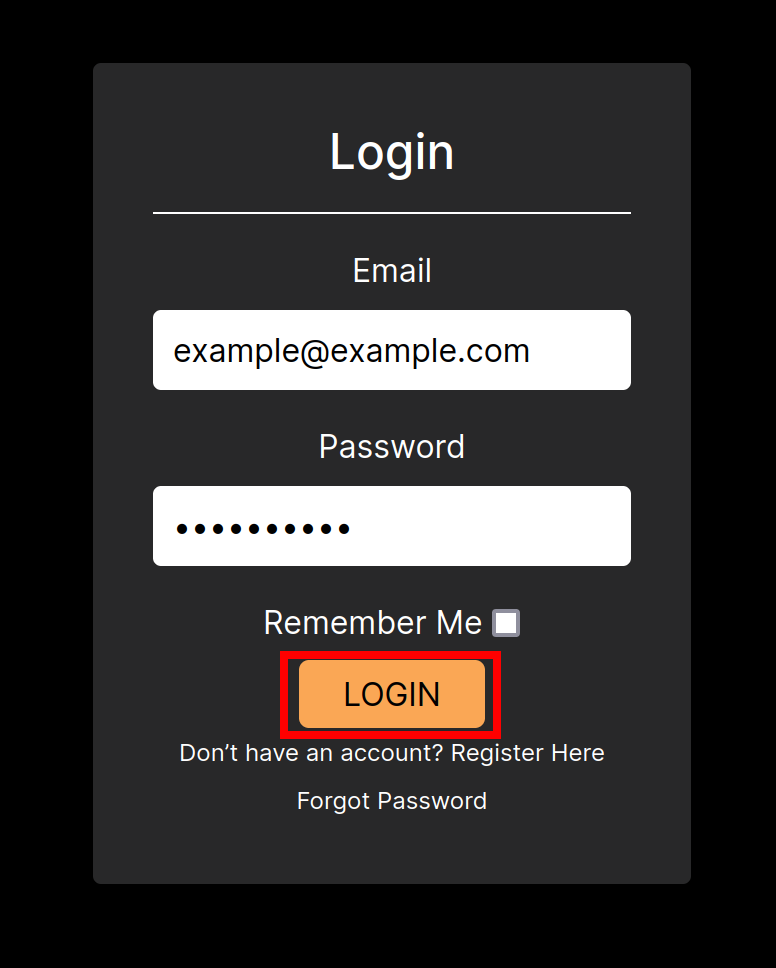 Login
Email
example@example.com
Password
••••••••••
Remember Me
LOGIN
Don’t have an account? Register Here
Forgot Password